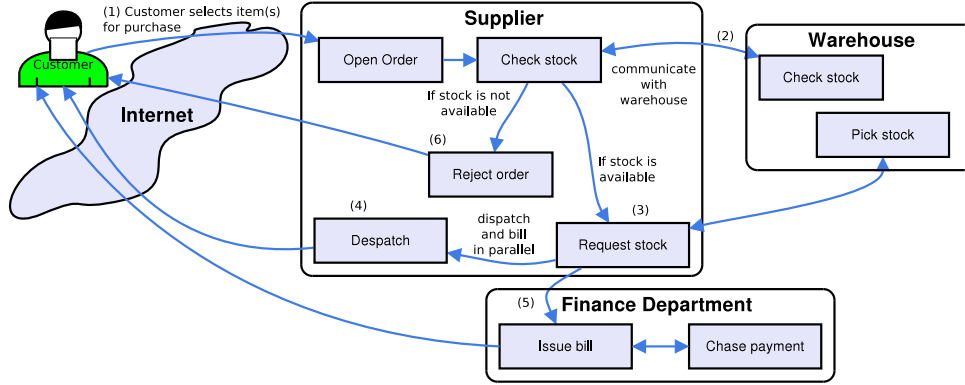 (1) Customer selects item(s)
for purchase
Customer
Internet
Supplier
Open Order
Check stock
(2)
communicate
with
warehouse
Warehouse
Check stock
Pick stock
If stock is not
available
(6)
Reject order
If stock is
available
(3)
Request stock
dispatch
and bill
in parallel
(4)
Despatch
(5)
Finance Department
Issue bill
Chase payment